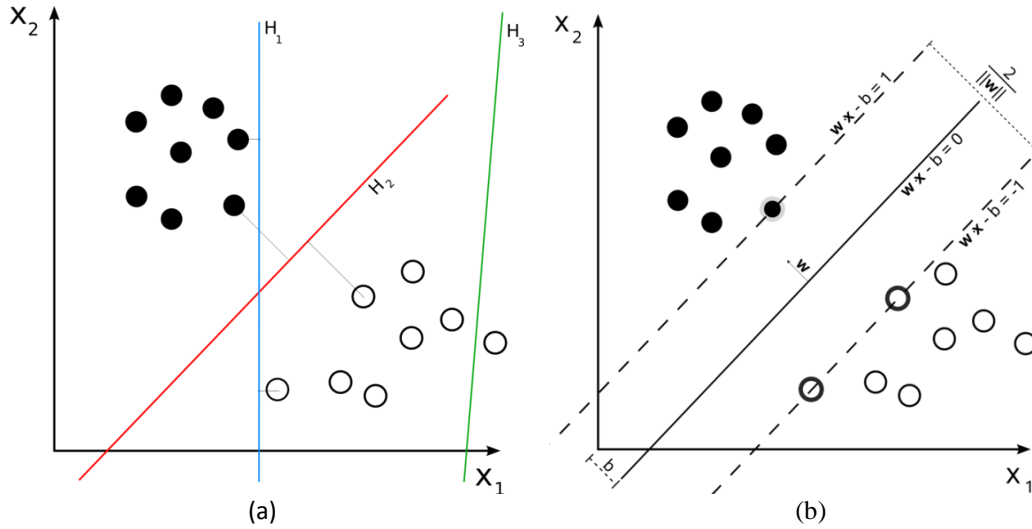 X2
H1
H3
H2
X1
(a)
X2
w x - b = 1
2
||w||
w x - b = 0
w x - b = -1
w
b
X1
(b)